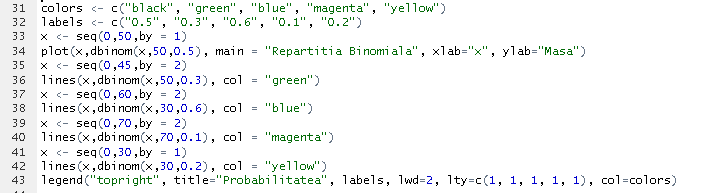 31 colors <- c("black", "green", "blue", "magenta", "yellow")
32 labels <- c("0.5", "0.3", "0.6", "0.1", "0.2")
33 x <- seq(0,50,by = 1)
34 plot(x,dbinom(x,50,0.5), main = "Repartitia Binomiala", xlab="x", ylab="Masa")
35 x <- seq(0,45,by = 2)
36 lines(x,dbinom(x,50,0.3), col = "green")
37 x <- seq(0,60,by = 2)
38 lines(x,dbinom(x,30,0.6), col = "blue")
39 x <- seq(0,70,by = 2)
40 lines(x,dbinom(x,70,0.1), col = "magenta")
41 x <- seq(0,30,by = 1)
42 lines(x,dbinom(x,30,0.2), col = "yellow")
43 legend("topright", title="Probabilitatea", labels, lwd=2, lty=c(1, 1, 1, 1, 1), col=colors)